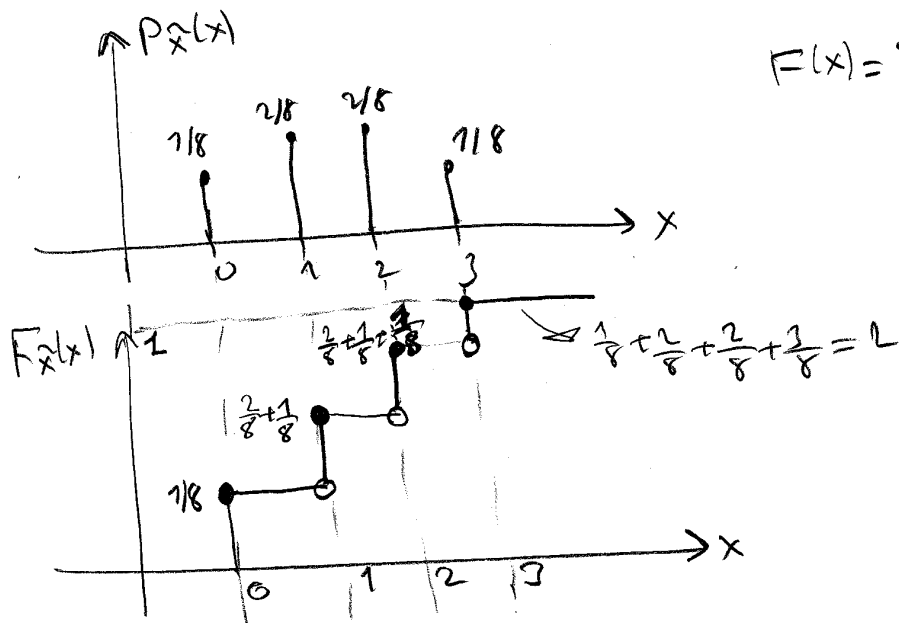 P_x̃(x)
F(x) = ?
1/8 2/8 2/8 1/8
x
0 1 2 3
F_x̃(x) 1
2/8 + 1/8 + 1/8
1/8 + 2/8 + 2/8 + 3/8 = 1
2/8 + 1/8
1/8
x
0 1 2 3